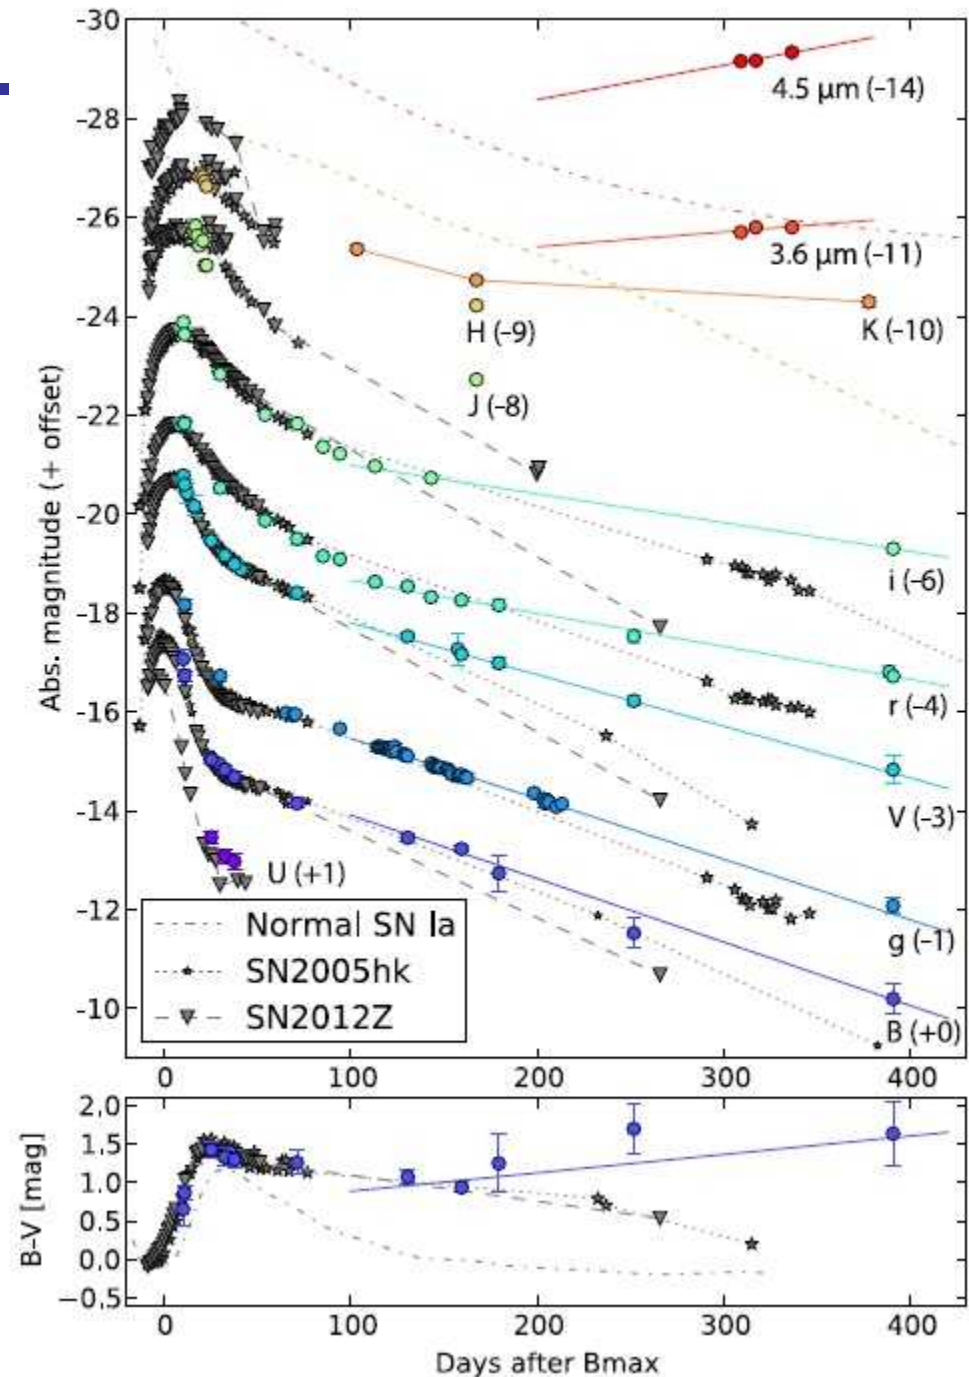 -30
-28
-26
-24
-22
-20
-18
-16
-14
-12
-10
Abs. magnitude (+ offset)
4.5 μm (–14)
3.6 μm (–11)
H (–9)
K (–10)
J (–8)
i (–6)
r (–4)
V (–3)
U (+1)
g (–1)
B (+0)
Normal SN Ia
SN2005hk
SN2012Z
0 100 200 300 400
2.0
1.5
1.0
0.5
0.0
−0.5
B-V [mag]
0 100 200 300 400
Days after Bmax